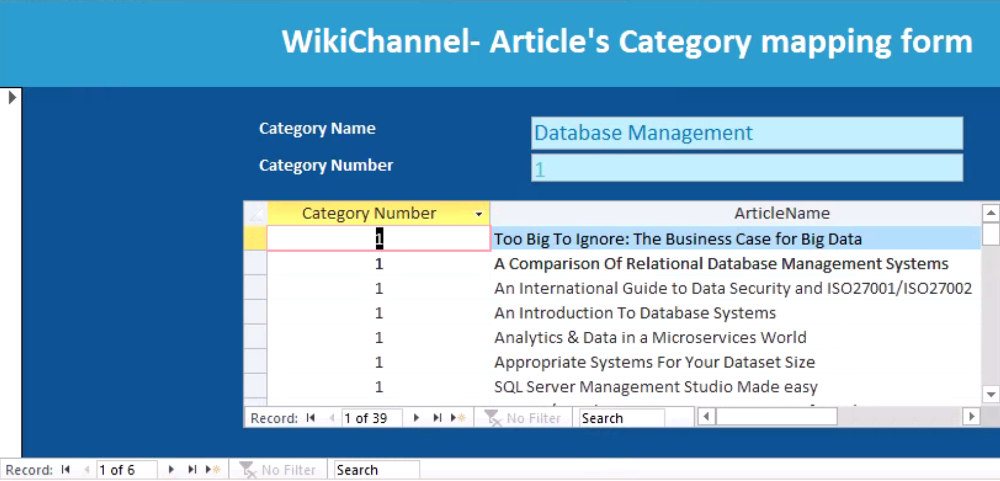 WikiChannel- Article's Category mapping form
Category Name Database Management
Category Number 1
Category Number ArticleName
1 Too Big To Ignore: The Business Case for Big Data
1 A Comparison Of Relational Database Management Systems
1 An International Guide to Data Security and ISO27001/ISO27002
1 An Introduction To Database Systems
1 Analytics & Data in a Microservices World
1 Appropriate Systems For Your Dataset Size
1 SQL Server Management Studio Made easy
Record: 1 of 39 No Filter Search
Record: 1 of 6 No Filter Search